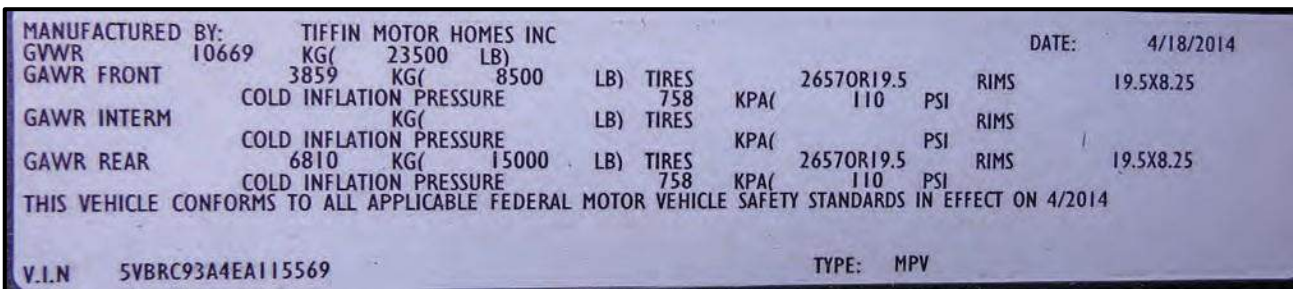 MANUFACTURED BY: TIFFIN MOTOR HOMES INC DATE: 4/18/2014
GVWR 10669 KG( 23500 LB)
GAWR FRONT 3859 KG( 8500 LB) TIRES 26570R19.5 RIMS 19.5X8.25
COLD INFLATION PRESSURE 758 KPA( 110 PSI
GAWR INTERM KG( LB) TIRES RIMS
COLD INFLATION PRESSURE KPA( PSI
GAWR REAR 6810 KG( 15000 LB) TIRES 26570R19.5 RIMS 19.5X8.25
COLD INFLATION PRESSURE 758 KPA( 110 PSI
THIS VEHICLE CONFORMS TO ALL APPLICABLE FEDERAL MOTOR VEHICLE SAFETY STANDARDS IN EFFECT ON 4/2014
V.I.N 5VBRC93A4EA115569 TYPE: MPV